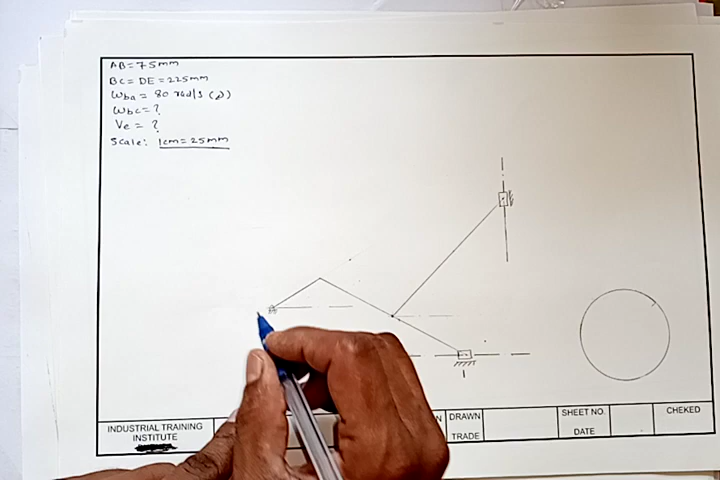 AB = 75mm
BC = DE = 225mm
ωba = 80 rad/s (↻)
ωbc = ?
Ve = ?
Scale: 1cm = 25mm
INDUSTRIAL TRAINING
INSTITUTE
DRAWN
TRADE
SHEET NO.
DATE
CHEKED